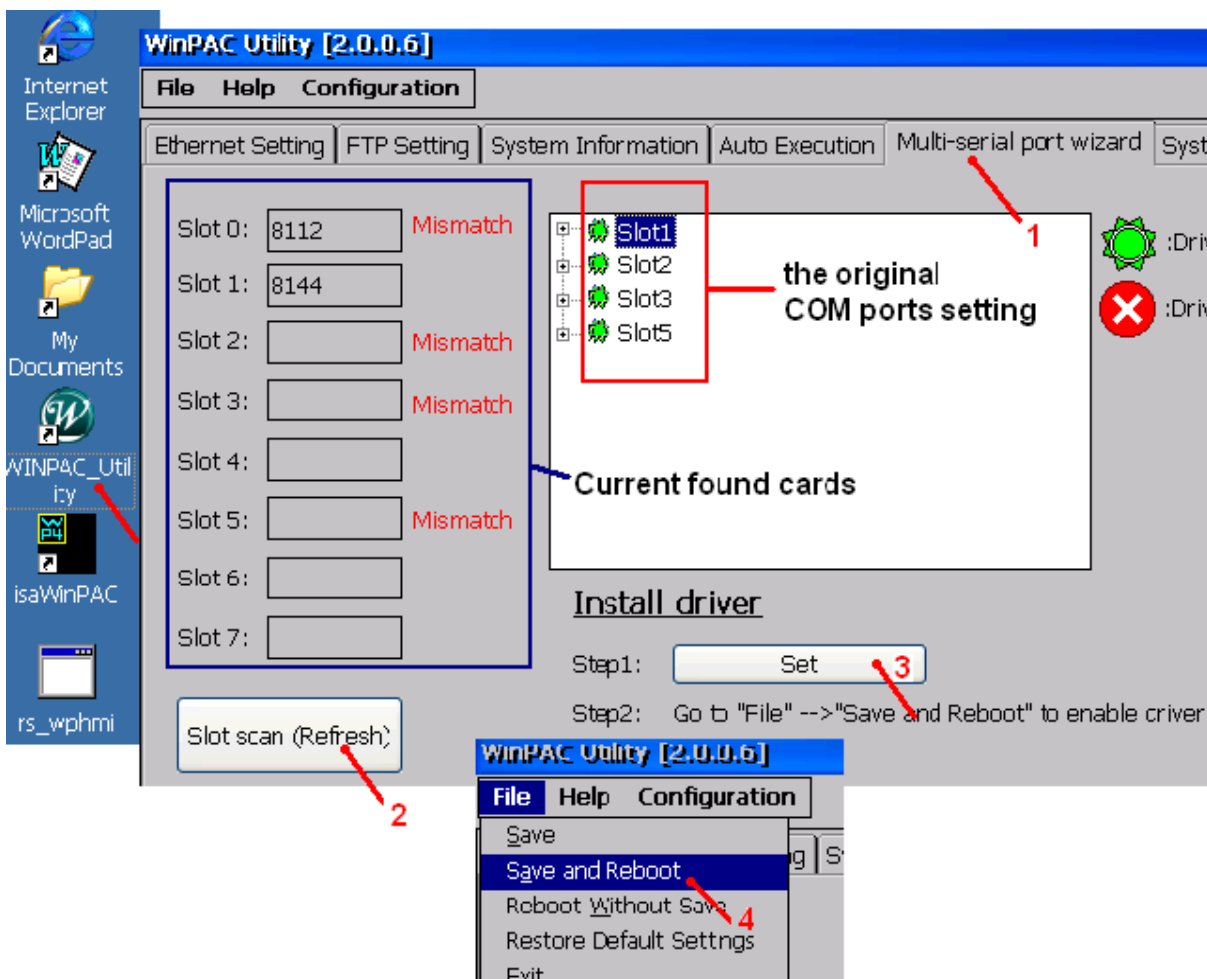 Internet
Explorer
Microsoft
WordPad
My
Documents
WINPAC_Util
ity
isaWinPAC
rs_wphmi
WinPAC Utility [2.0.0.6]
File Help Configuration
Ethernet Setting FTP Setting System Information Auto Execution Multi-serial port wizard Syst
1
Slot 0: 8112 Mismatch
Slot 1: 8144
Slot 2: Mismatch
Slot 3: Mismatch
Slot 4:
Slot 5: Mismatch
Slot 6:
Slot 7:
Slot1
Slot2
Slot3
Slot5
the original
COM ports setting
Current found cards
:Driv
:Driv
Install driver
Step1: Set 3
Step2: Go to "File" -->"Save and Reboot" to enable criver
Slot scan (Refresh)
2
WinPAC Utility [2.0.0.6]
File Help Configuration
Save
Save and Reboot
Reboot Without Save
4
Restore Default Settngs
Exit
g S